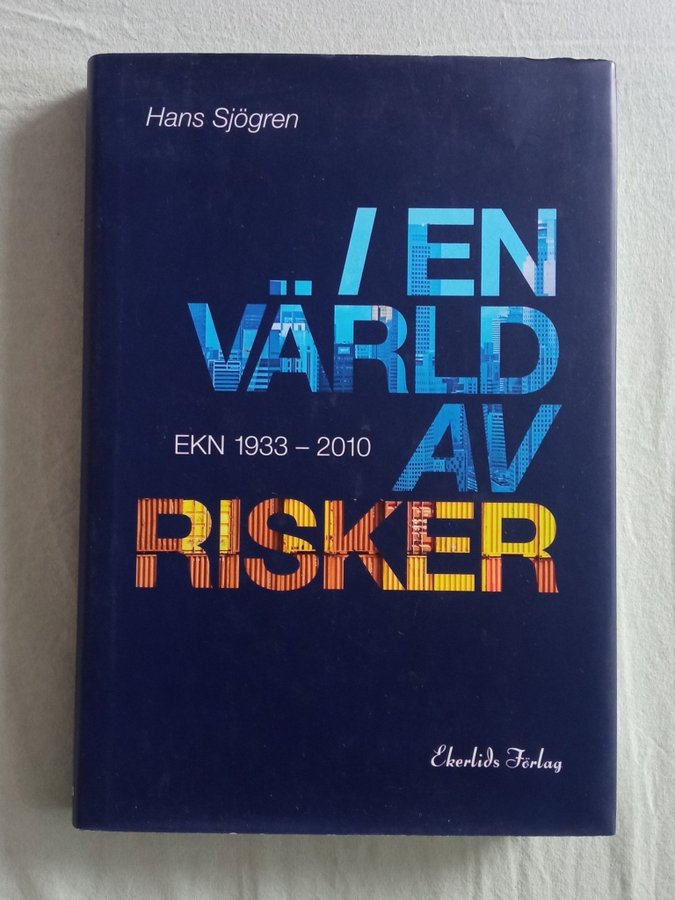 Hans Sjögren
I EN
VÄRLD
AV
EKN 1933 – 2010
RISKER
Ekerlids Förlag